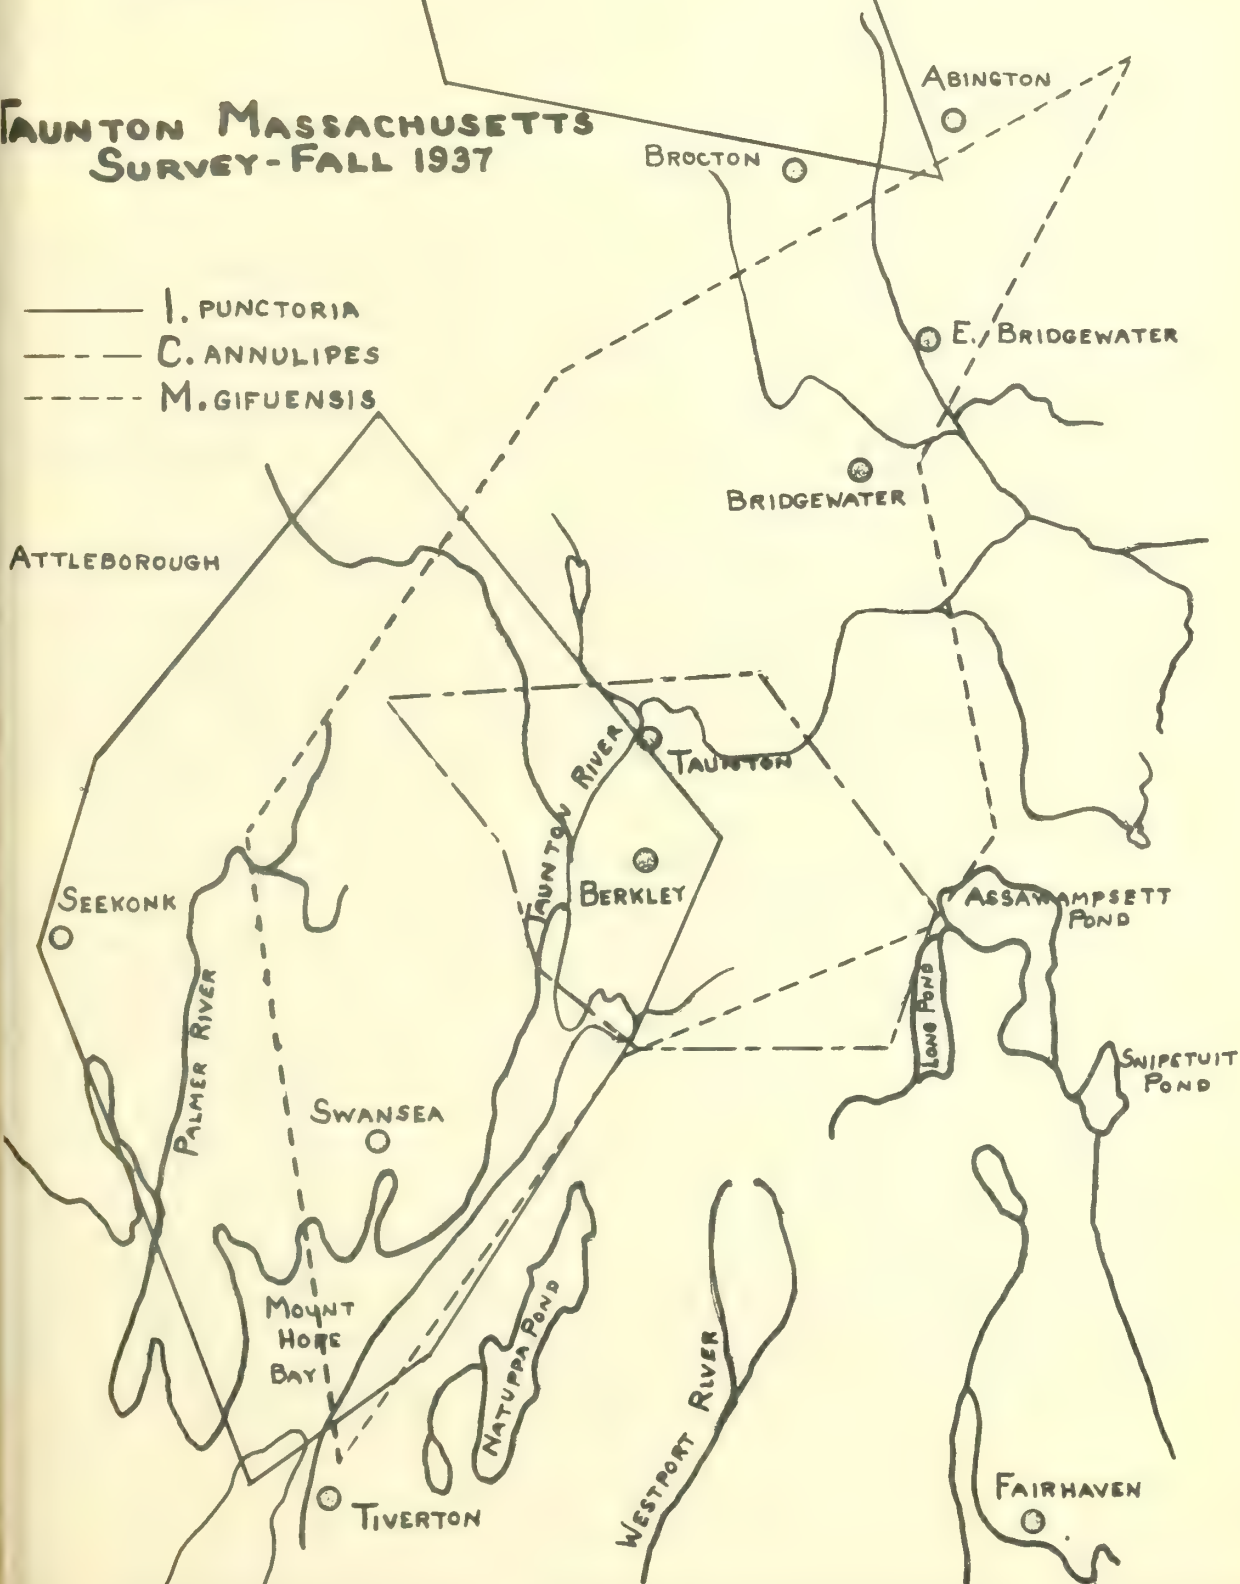 TAUNTON MASSACHUSETTS
SURVEY-FALL 1937
I. PUNCTORIA
C. ANNULIPES
M. GIFUENSIS
ABINGTON
BROCTON
E. BRIDGEWATER
BRIDGEWATER
ATTLEBOROUGH
TAUNTON RIVER
TAUNTON
BERKLEY
SEEKONK
ASSAWAMPSETT
POND
PALMER RIVER
LONG POND
SNIPETUIT
POND
SWANSEA
MOUNT
HOPE
BAY
NATUPPA POND
WESTPORT RIVER
TIVERTON
FAIRHAVEN